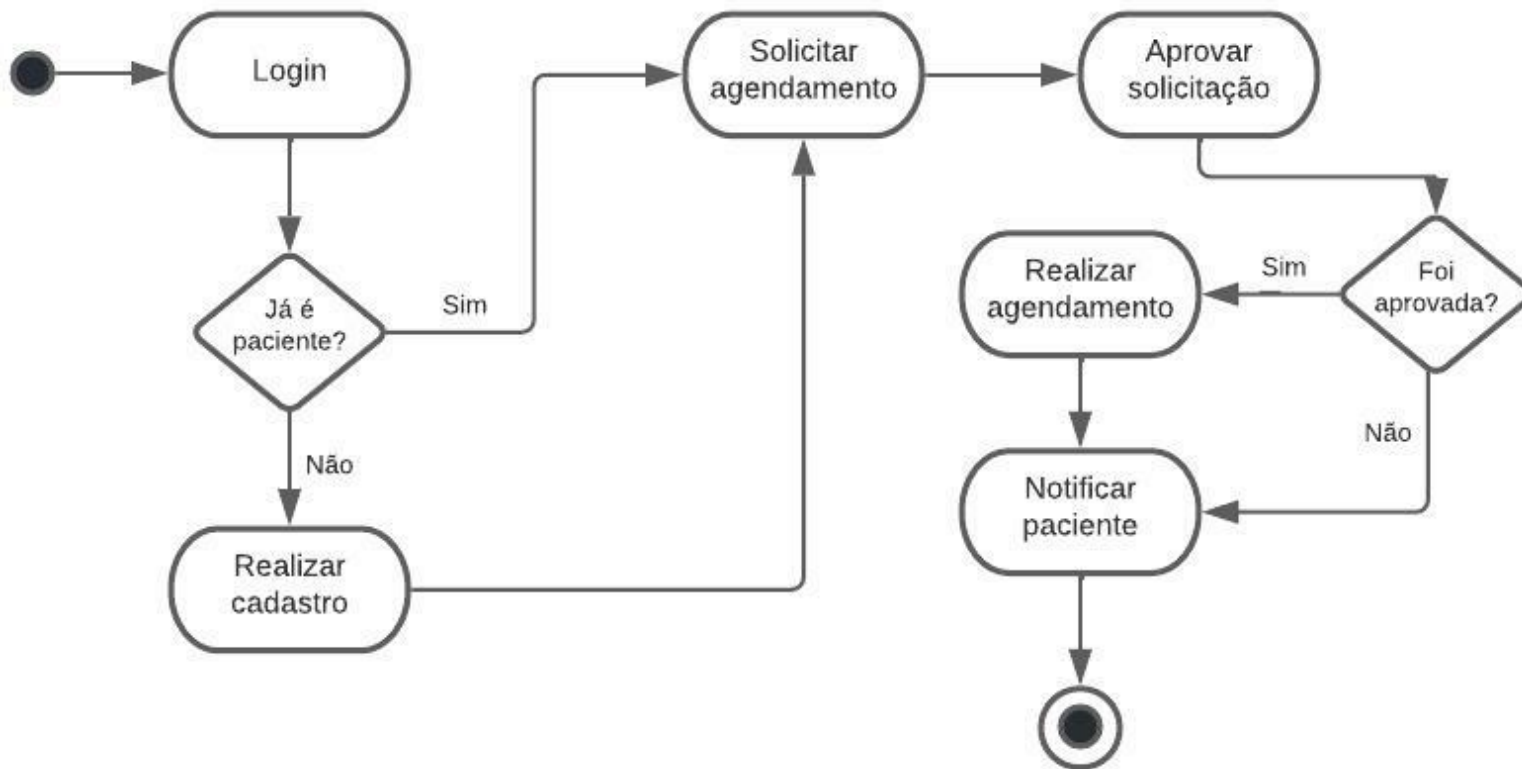 Login
Já é
paciente?
Sim
Não
Realizar
cadastro
Solicitar
agendamento
Aprovar
solicitação
Foi
aprovada?
Sim
Realizar
agendamento
Não
Notificar
paciente